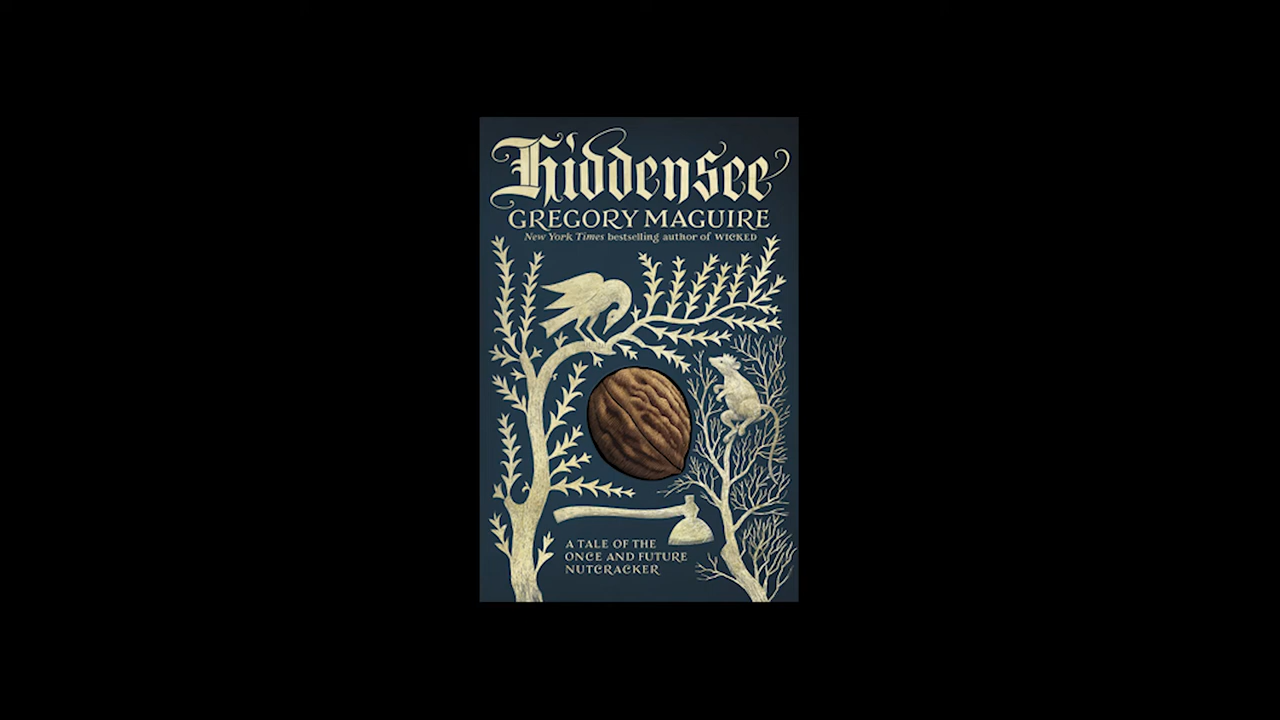 Hiddensee
GREGORY MAGUIRE
New York Times bestselling author of WICKED
A TALE OF THE
ONCE AND FUTURE
NUTCRACKER